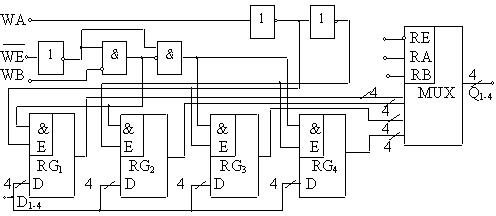 WA 1 1
WE 1 & &
WB
RE
RA
RB
MUX
4
Q1-4
4
4
4
4
& & & &
E E E E
RG1 RG2 RG3 RG4
4 D 4 D 4 D 4 D
D1-4